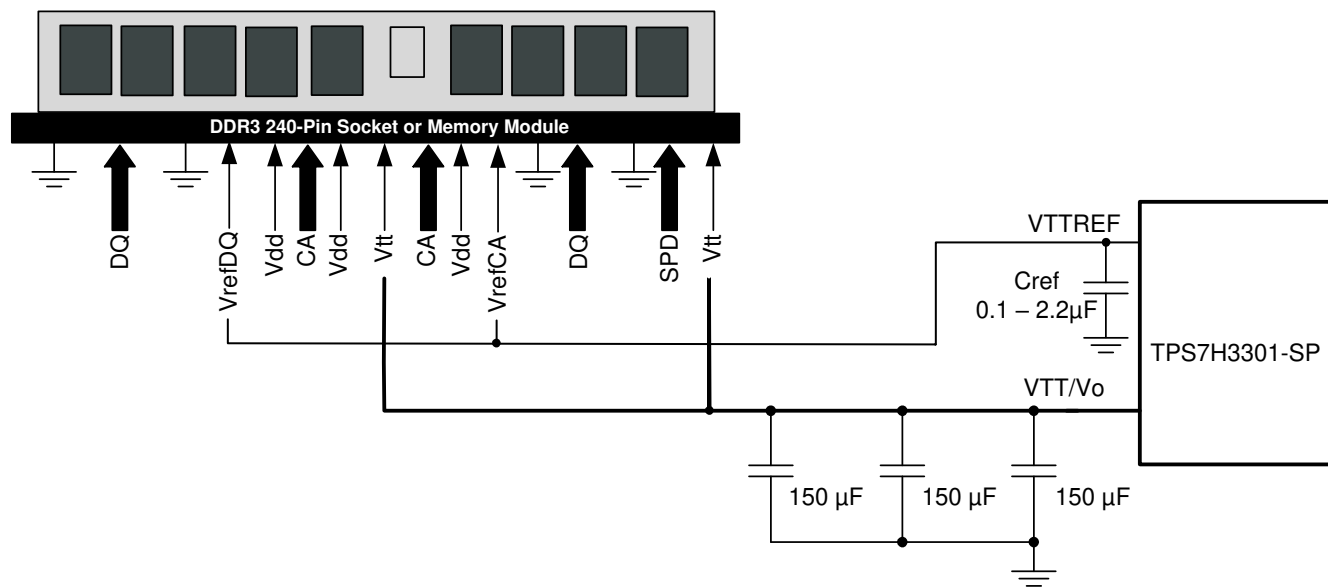 DDR3 240-Pin Socket or Memory Module
DQ
VrefDQ
Vdd
CA
Vdd
Vtt
CA
Vdd
VrefCA
DQ
SPD
Vtt
VTTREF
Cref
0.1 – 2.2µF
TPS7H3301-SP
VTT/Vo
150 µF
150 µF
150 µF